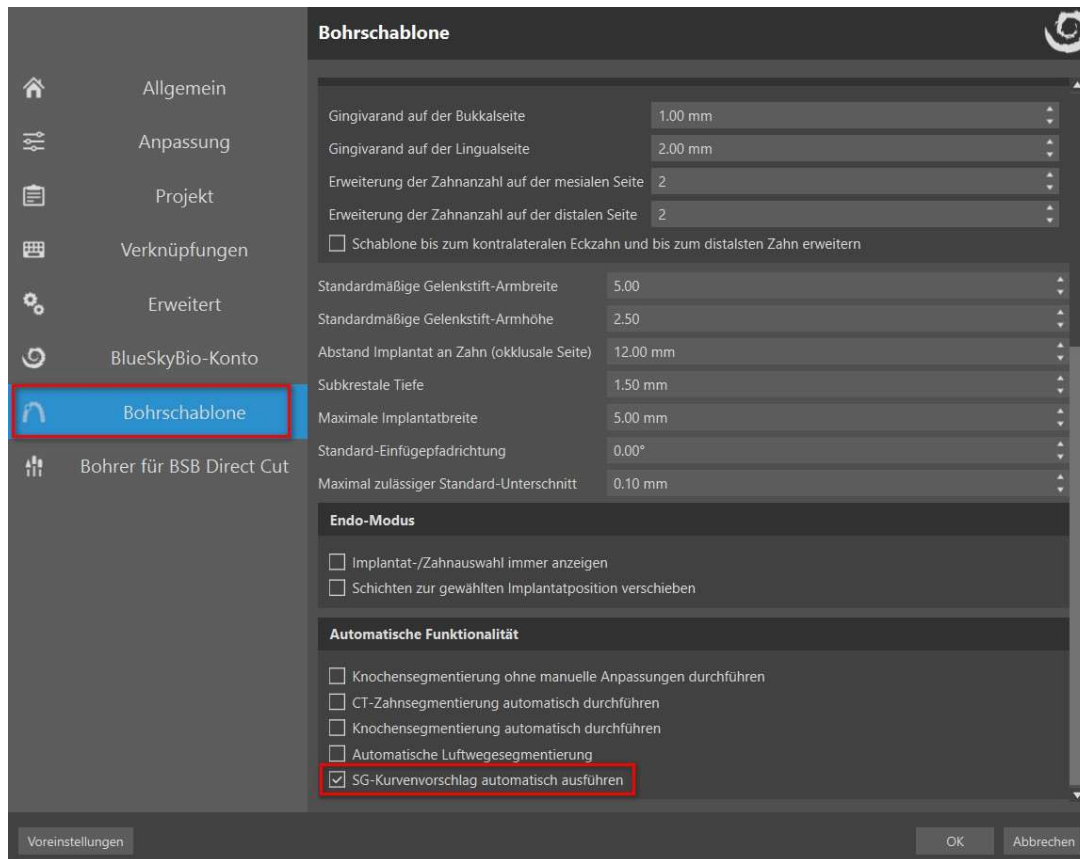 Bohrschablone
Allgemein
Anpassung
Projekt
Verknüpfungen
Erweitert
BlueSkyBio-Konto
Bohrschablone
Bohrer für BSB Direct Cut
Gingivarand auf der Bukkalseite 1.00 mm
Gingivarand auf der Lingualseite 2.00 mm
Erweiterung der Zahnanzahl auf der mesialen Seite 2
Erweiterung der Zahnanzahl auf der distalen Seite 2
Schablone bis zum kontralateralen Eckzahn und bis zum distalsten Zahn erweitern
Standardmäßige Gelenkstift-Armbreite 5.00
Standardmäßige Gelenkstift-Armhöhe 2.50
Abstand Implantat an Zahn (okklusale Seite) 12.00 mm
Subkrestale Tiefe 1.50 mm
Maximale Implantatbreite 5.00 mm
Standard-Einfügepfadrichtung 0.00°
Maximal zulässiger Standard-Unterschnitt 0.10 mm
Endo-Modus
Implantat-/Zahnauswahl immer anzeigen
Schichten zur gewählten Implantatposition verschieben
Automatische Funktionalität
Knochensegmentierung ohne manuelle Anpassungen durchführen
CT-Zahnsegmentierung automatisch durchführen
Knochensegmentierung automatisch durchführen
Automatische Luftwegesegmentierung
SG-Kurvenvorschlag automatisch ausführen
Voreinstellungen
OK
Abbrechen